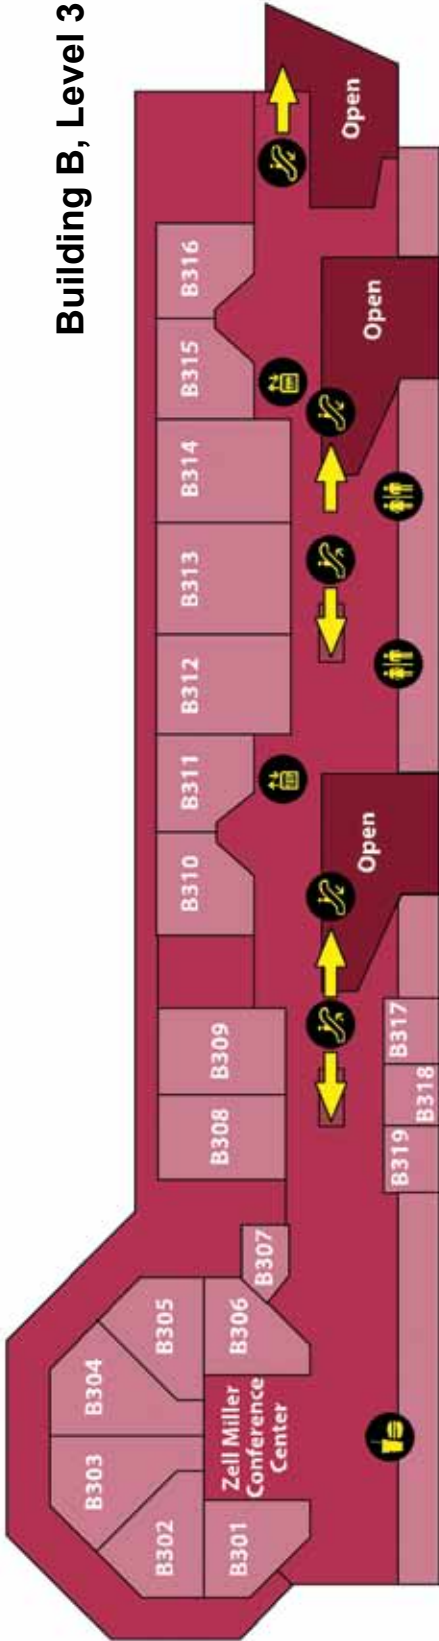 Building B, Level 3
B301
B302
B303
B304
B305
B306
B307
Zell Miller
Conference
Center
B308
B309
B310
B311
B312
B313
B314
B315
B316
B319
B318
B317
Open
Open
Open